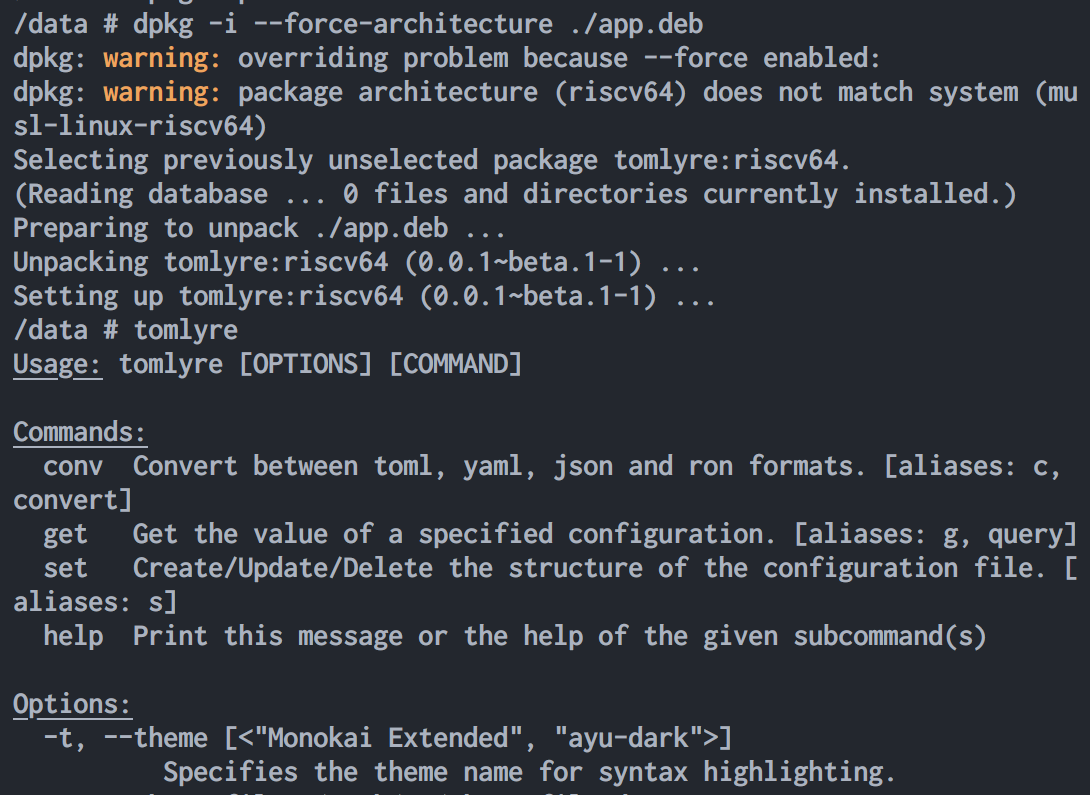 /data # dpkg -i --force-architecture ./app.deb
dpkg: warning: overriding problem because --force enabled:
dpkg: warning: package architecture (riscv64) does not match system (mu
sl-linux-riscv64)
Selecting previously unselected package tomlyre:riscv64.
(Reading database ... 0 files and directories currently installed.)
Preparing to unpack ./app.deb ...
Unpacking tomlyre:riscv64 (0.0.1~beta.1-1) ...
Setting up tomlyre:riscv64 (0.0.1~beta.1-1) ...
/data # tomlyre
Usage: tomlyre [OPTIONS] [COMMAND]

Commands:
  conv  Convert between toml, yaml, json and ron formats. [aliases: c,
convert]
  get   Get the value of a specified configuration. [aliases: g, query]
  set   Create/Update/Delete the structure of the configuration file. [
aliases: s]
  help  Print this message or the help of the given subcommand(s)

Options:
  -t, --theme [<"Monokai Extended", "ayu-dark">]
          Specifies the theme name for syntax highlighting.